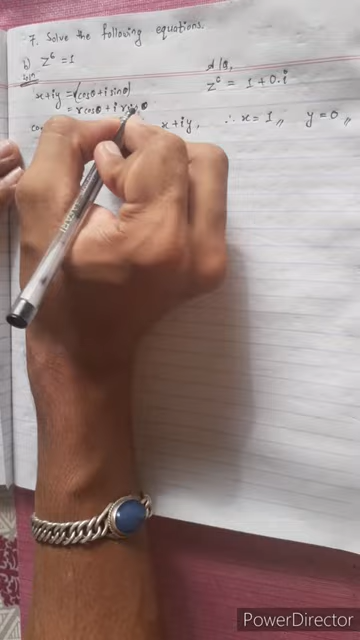 7. Solve the following equations.
b) z⁶ = 1
Solⁿ
A/Q,
z⁶ = 1 + 0.i
x+iy = r(cosθ + i sinθ)
= r cosθ + i r sinθ
x+iy, ∴ x = 1,, y = 0,,
PowerDirector